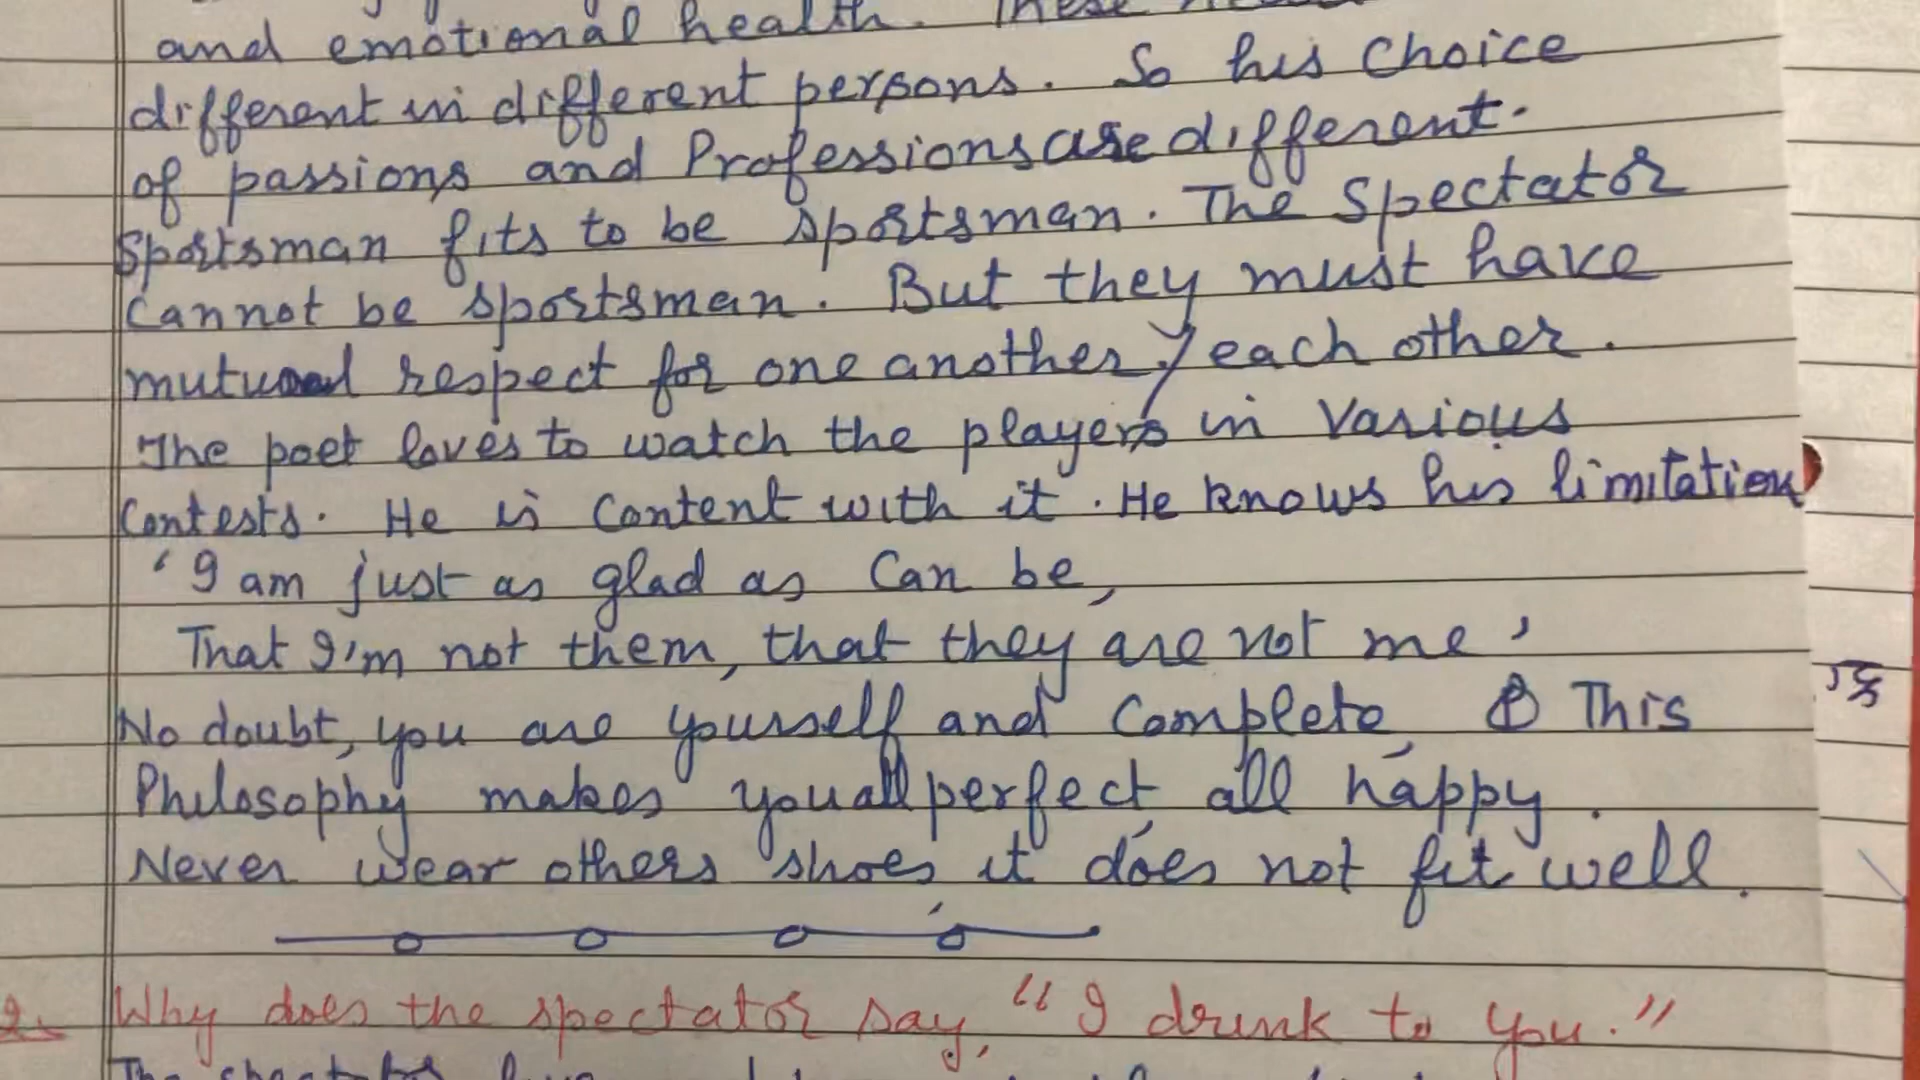 and emotional health. These
different in different persons. So his choice
of passions and Professions are different.
Sportsman fits to be sportsman. The Spectator
cannot be sportsman. But they must have
mutual respect for one another / each other.
The poet loves to watch the players in various
contests. He is content with it. He knows his limitation
'I am just as glad as can be,
That I'm not them, that they are not me'
No doubt, you are yourself and complete, This
Philosophy makes you all perfect, all happy.
Never wear others shoes, it does not fit well.
2. Why does the spectator say, "I drunk to you."
The spectator